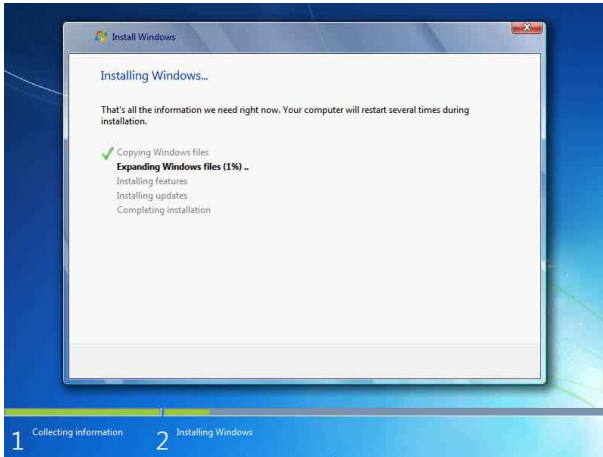 Install Windows
Installing Windows...
That's all the information we need right now. Your computer will restart several times during
installation.
Copying Windows files
Expanding Windows files (1%) ..
Installing features
Installing updates
Completing installation
1 Collecting information 2 Installing Windows